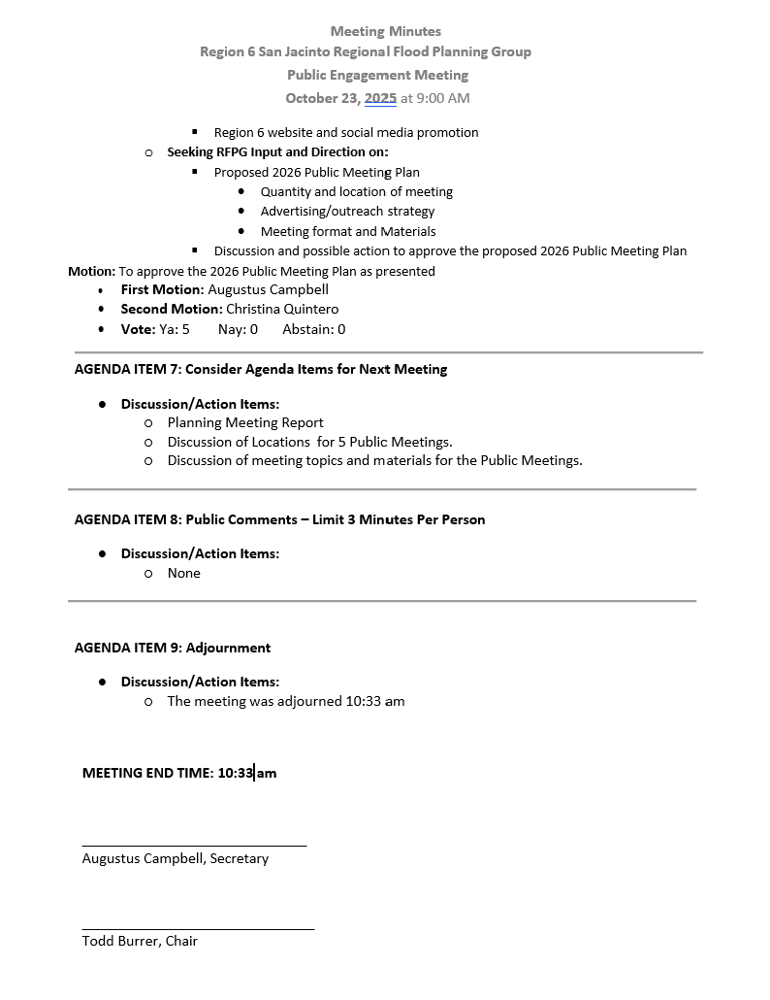 Meeting Minutes
Region 6 San Jacinto Regional Flood Planning Group
Public Engagement Meeting
October 23, 2025 at 9:00 AM
▪ Region 6 website and social media promotion
o Seeking RFPG Input and Direction on:
▪ Proposed 2026 Public Meeting Plan
● Quantity and location of meeting
● Advertising/outreach strategy
● Meeting format and Materials
▪ Discussion and possible action to approve the proposed 2026 Public Meeting Plan
Motion: To approve the 2026 Public Meeting Plan as presented
• First Motion: Augustus Campbell
• Second Motion: Christina Quintero
• Vote: Ya: 5 Nay: 0 Abstain: 0
AGENDA ITEM 7: Consider Agenda Items for Next Meeting
● Discussion/Action Items:
o Planning Meeting Report
o Discussion of Locations for 5 Public Meetings.
o Discussion of meeting topics and materials for the Public Meetings.
AGENDA ITEM 8: Public Comments – Limit 3 Minutes Per Person
● Discussion/Action Items:
o None
AGENDA ITEM 9: Adjournment
● Discussion/Action Items:
o The meeting was adjourned 10:33 am
MEETING END TIME: 10:33 am
Augustus Campbell, Secretary
Todd Burrer, Chair